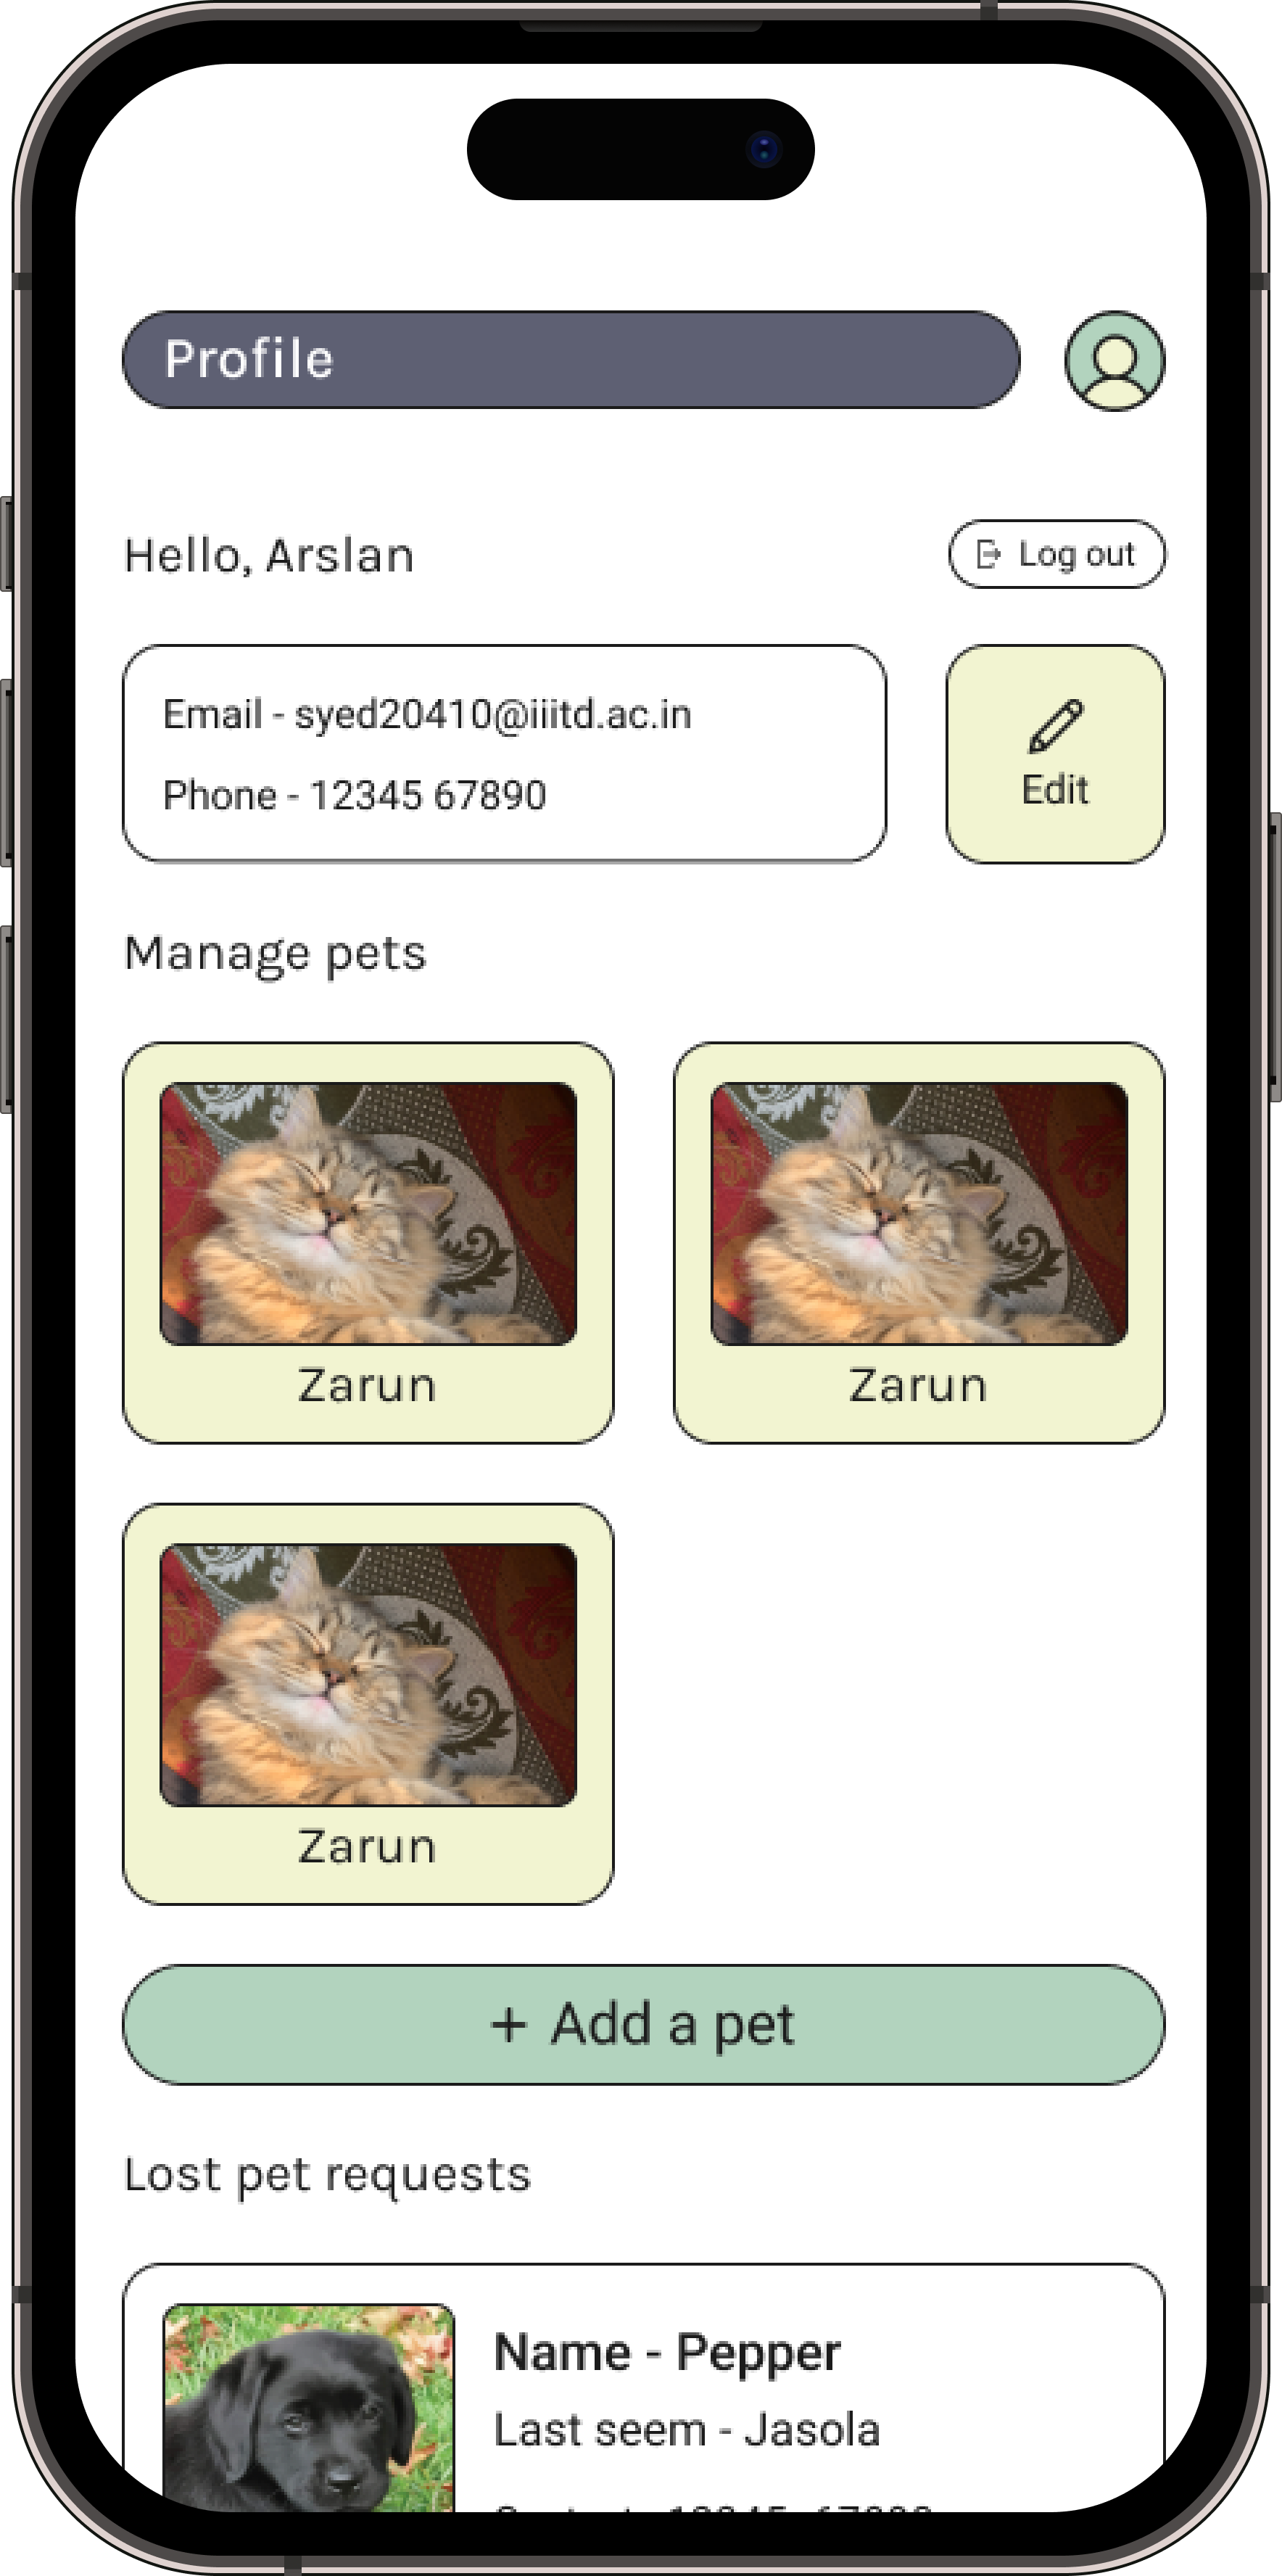 Profile
Hello, Arslan
Log out
Email - syed20410@iiitd.ac.in
Phone - 12345 67890
Edit
Manage pets
Zarun
Zarun
Zarun
+ Add a pet
Lost pet requests
Name - Pepper
Last seem - Jasola